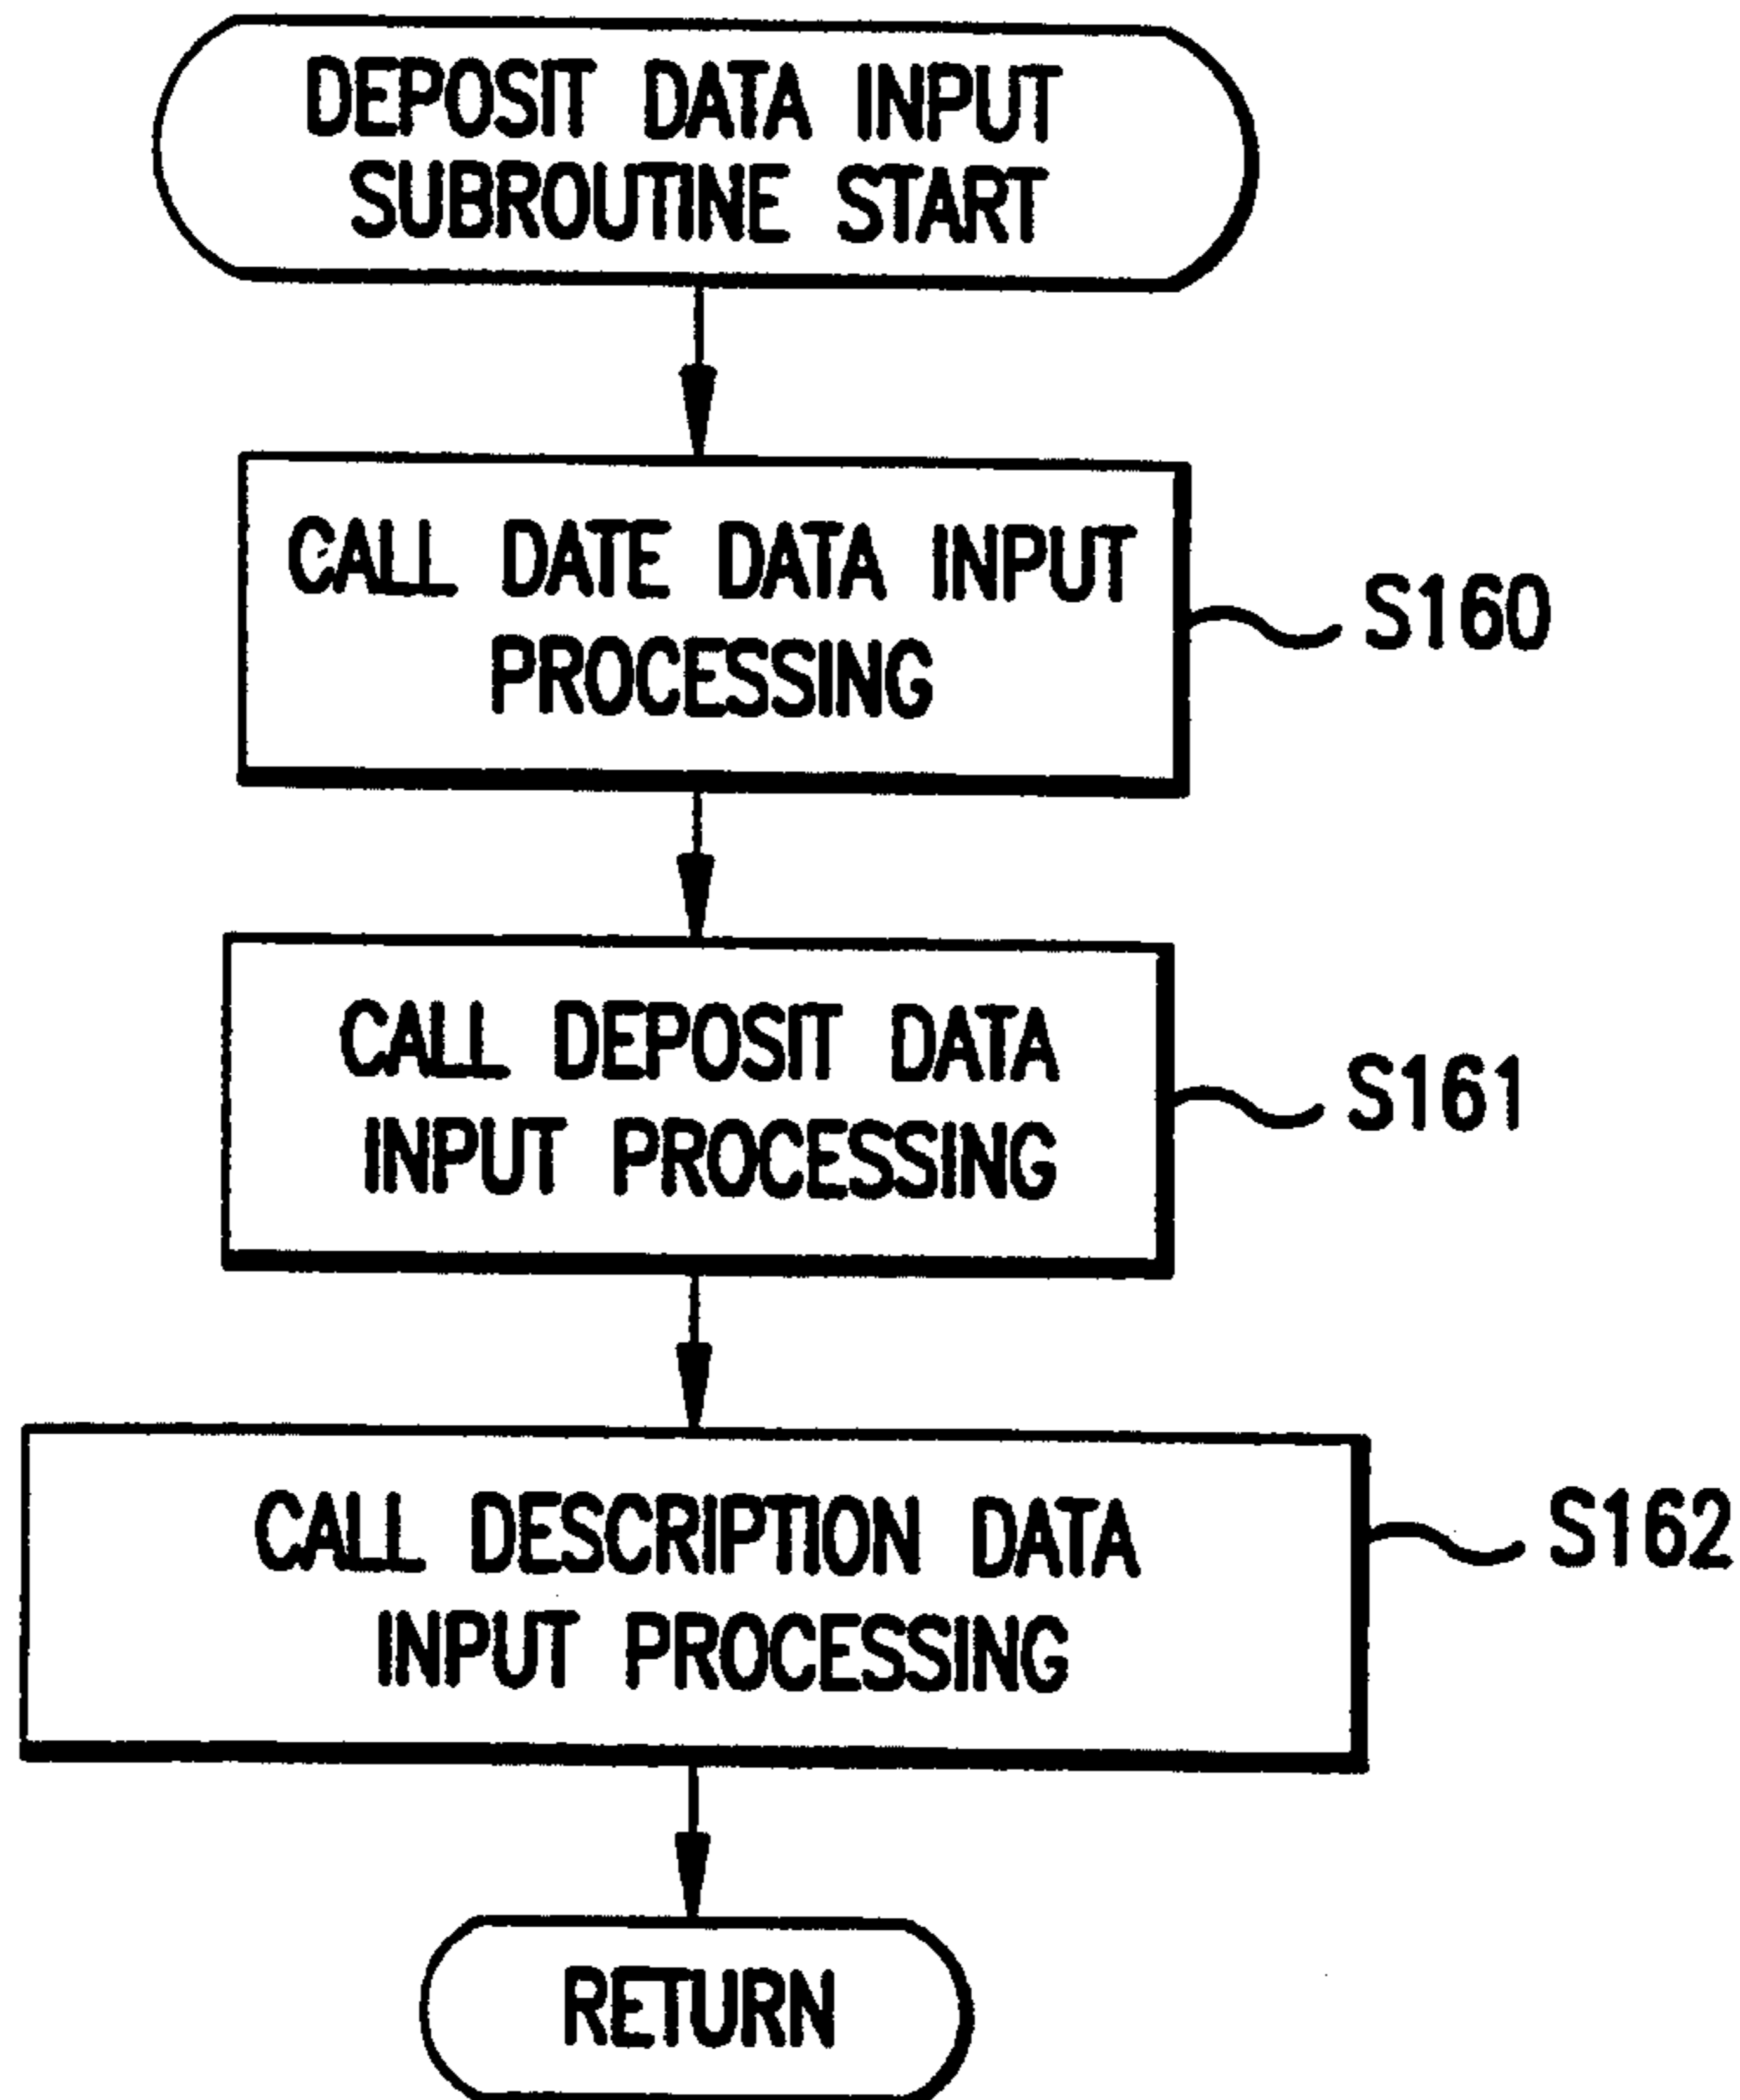 DEPOSIT DATA INPUT
SUBROUTINE START
CALL DATE DATA INPUT
PROCESSING
S160
CALL DEPOSIT DATA
INPUT PROCESSING
S161
CALL DESCRIPTION DATA
INPUT PROCESSING
S162
RETURN